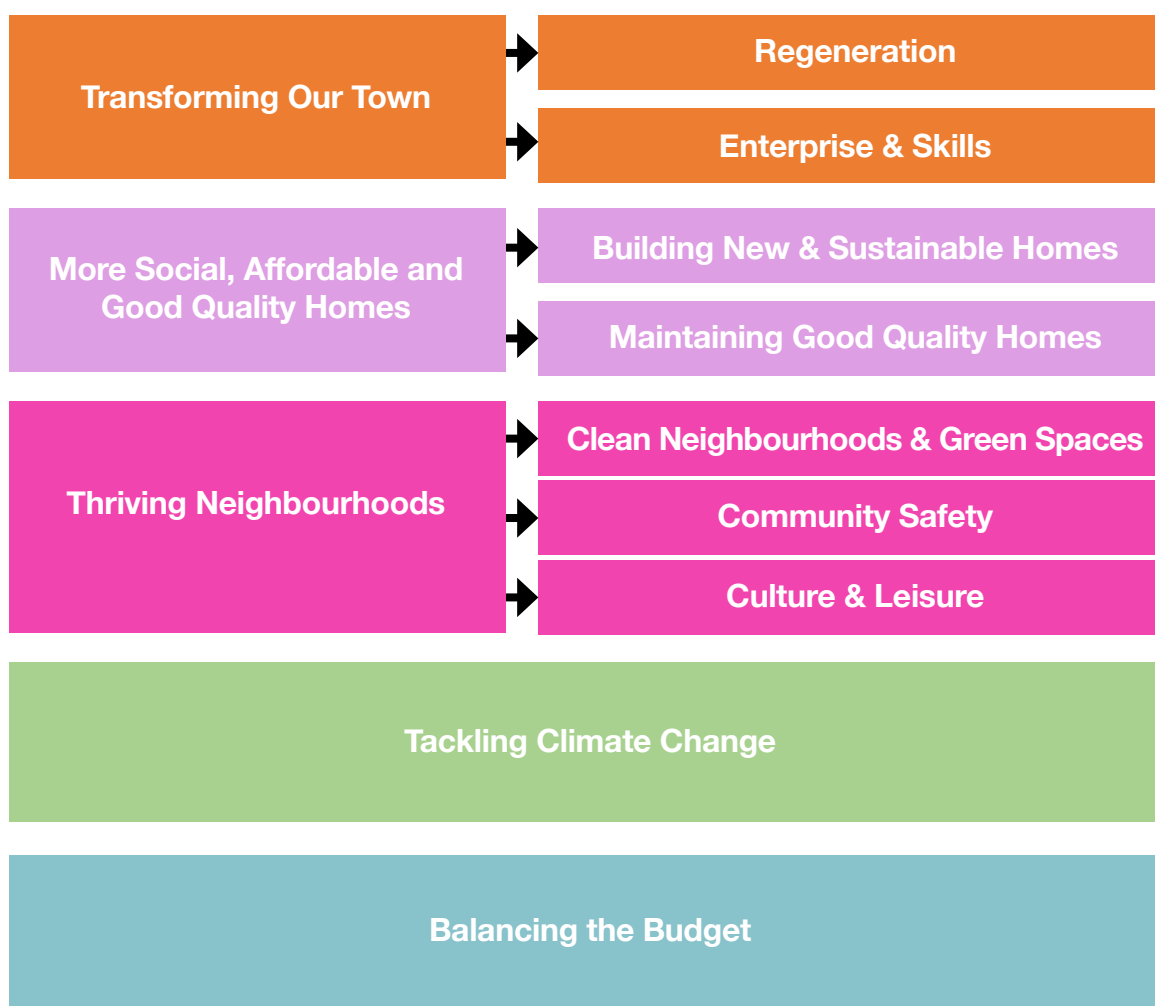 Transforming Our Town
Regeneration
Enterprise & Skills
More Social, Affordable and
Good Quality Homes
Building New & Sustainable Homes
Maintaining Good Quality Homes
Thriving Neighbourhoods
Clean Neighbourhoods & Green Spaces
Community Safety
Culture & Leisure
Tackling Climate Change
Balancing the Budget